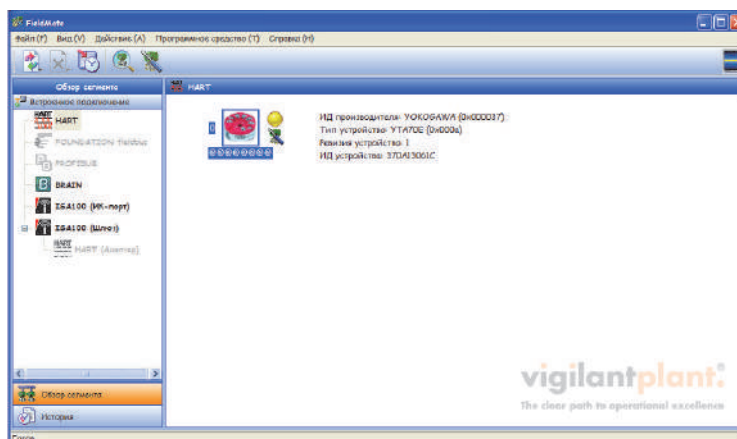 FieldMate
Файл (F) Вид (V) Действие (A) Программное средство (T) Справка (H)
Обзор сегмента
HART
Встроенное подключение
HART
FOUNDATION fieldbus
PROFIBUS
BRAIN
ISA100 (ИК-порт)
ISA100 (Шлюз)
HART (Адаптер)
ИД производителя: YOKOGAWA (0x000037)
Тип устройства: YTA70E
Ревизия устройства: 1
ИД устройства:
Обзор сегмента
История
vigilantplant.®
The clear path to operational excellence